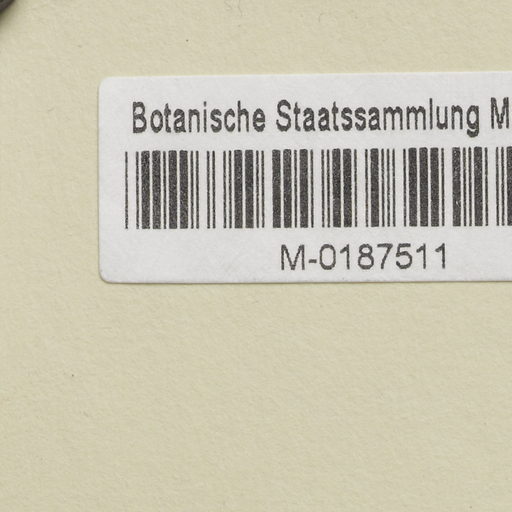 Botanische Staatssammlung M
M-0187511